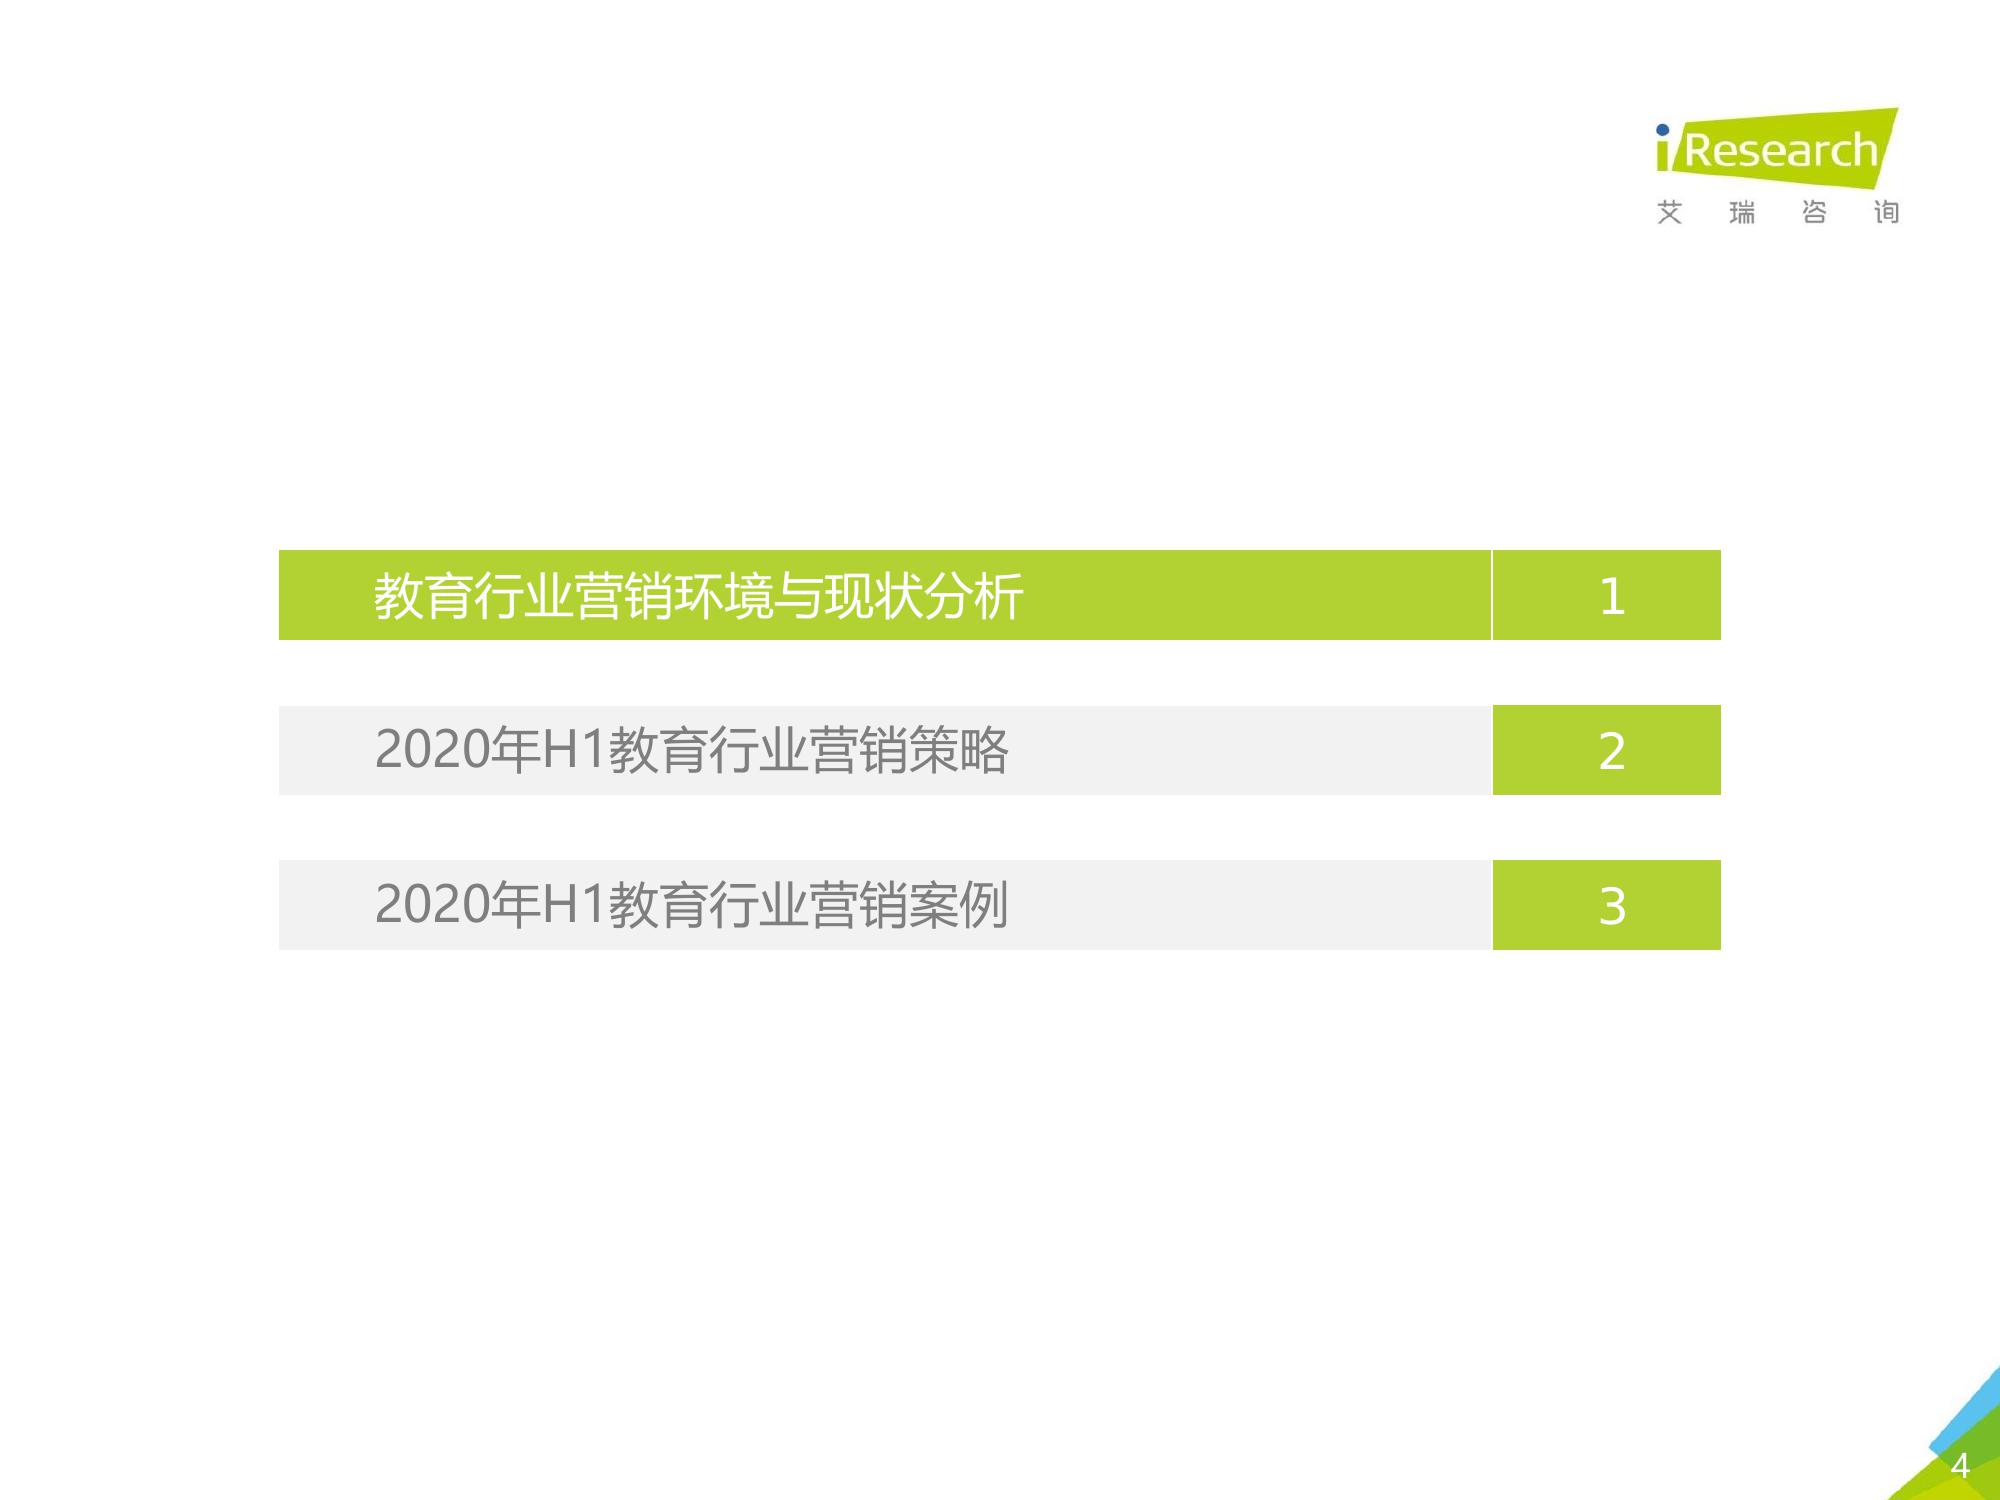 iResearch
艾瑞咨询
教育行业营销环境与现状分析 1
2020年H1教育行业营销策略 2
2020年H1教育行业营销案例 3
4